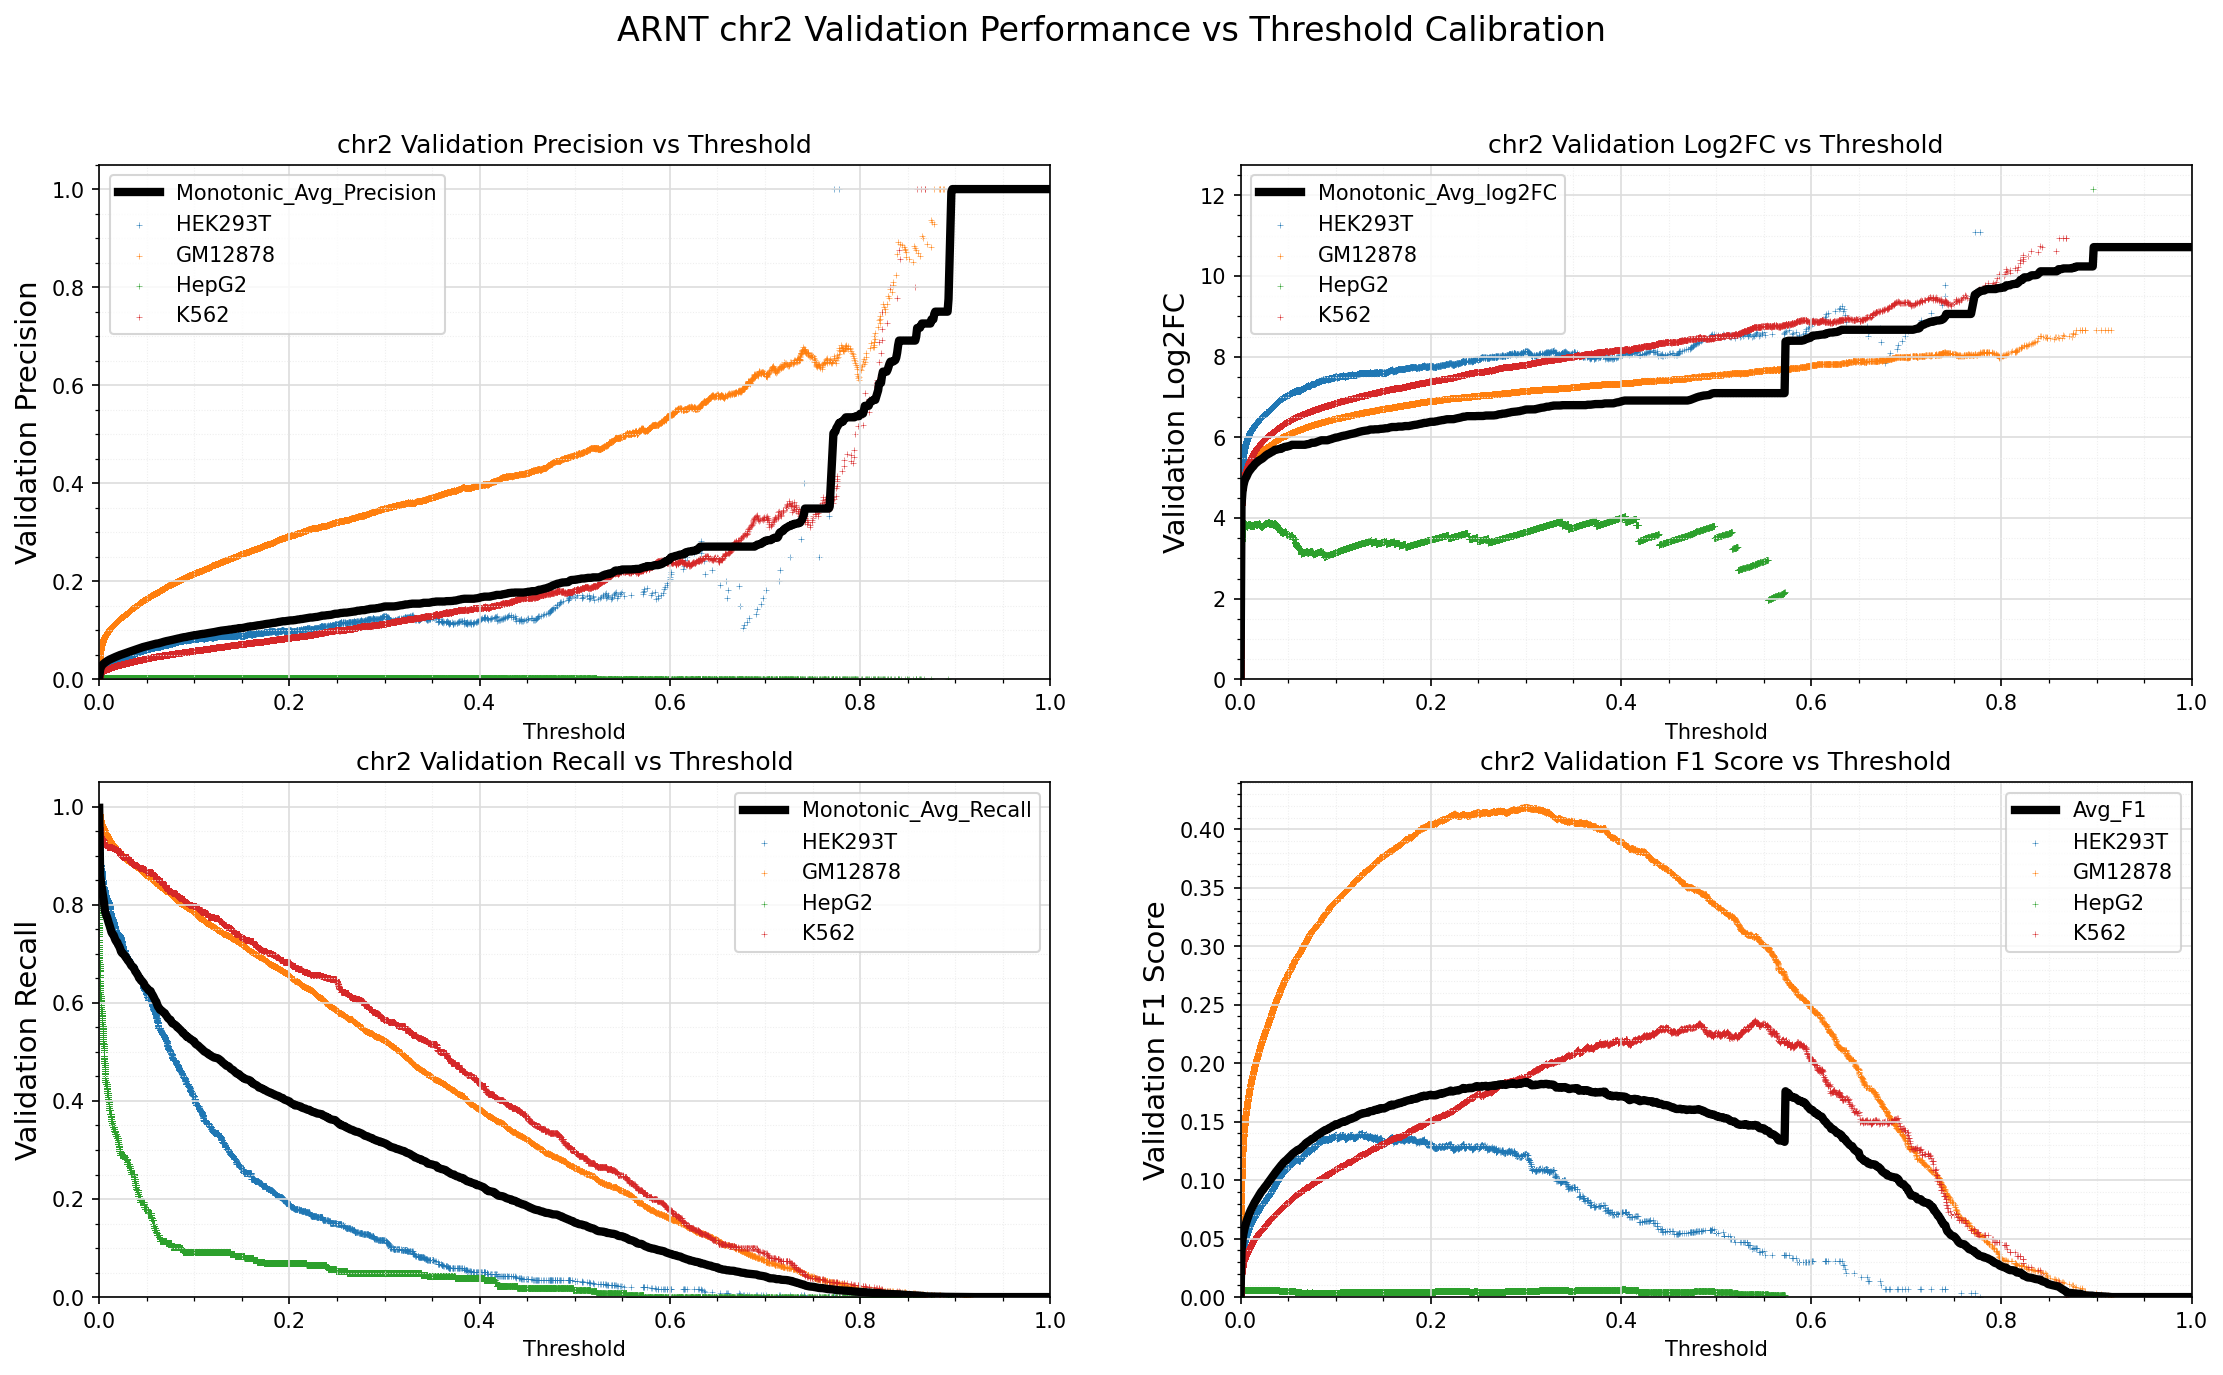 ARNT chr2 Validation Performance vs Threshold Calibration
chr2 Validation Precision vs Threshold
Validation Precision
1.0
0.8
0.6
0.4
0.2
0.0
Monotonic_Avg_Precision
HEK293T
GM12878
HepG2
K562
0.0 0.2 0.4 0.6 0.8 1.0
Threshold
chr2 Validation Log2FC vs Threshold
Validation Log2FC
12
10
8
6
4
2
0
Monotonic_Avg_log2FC
HEK293T
GM12878
HepG2
K562
0.0 0.2 0.4 0.6 0.8 1.0
Threshold
chr2 Validation Recall vs Threshold
Validation Recall
1.0
0.8
0.6
0.4
0.2
0.0
Monotonic_Avg_Recall
HEK293T
GM12878
HepG2
K562
0.0 0.2 0.4 0.6 0.8 1.0
Threshold
chr2 Validation F1 Score vs Threshold
Validation F1 Score
0.40
0.35
0.30
0.25
0.20
0.15
0.10
0.05
0.00
Avg_F1
HEK293T
GM12878
HepG2
K562
0.0 0.2 0.4 0.6 0.8 1.0
Threshold